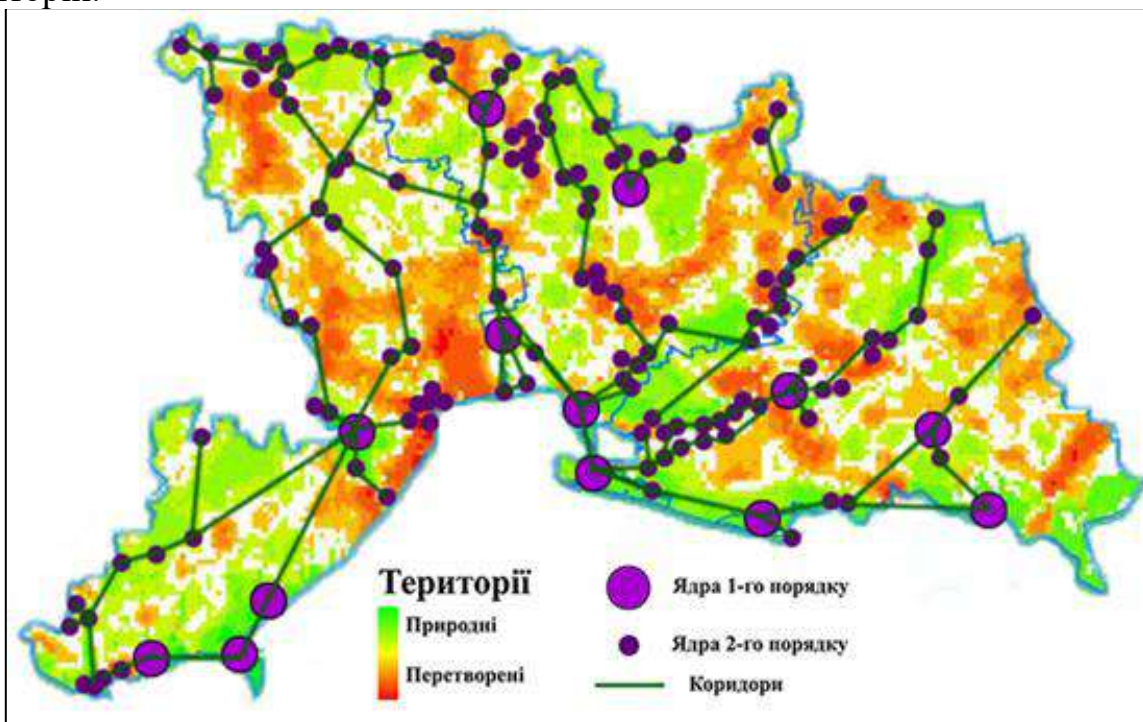 Території
Природні
Перетворені
Ядра 1-го порядку
Ядра 2-го порядку
Коридори